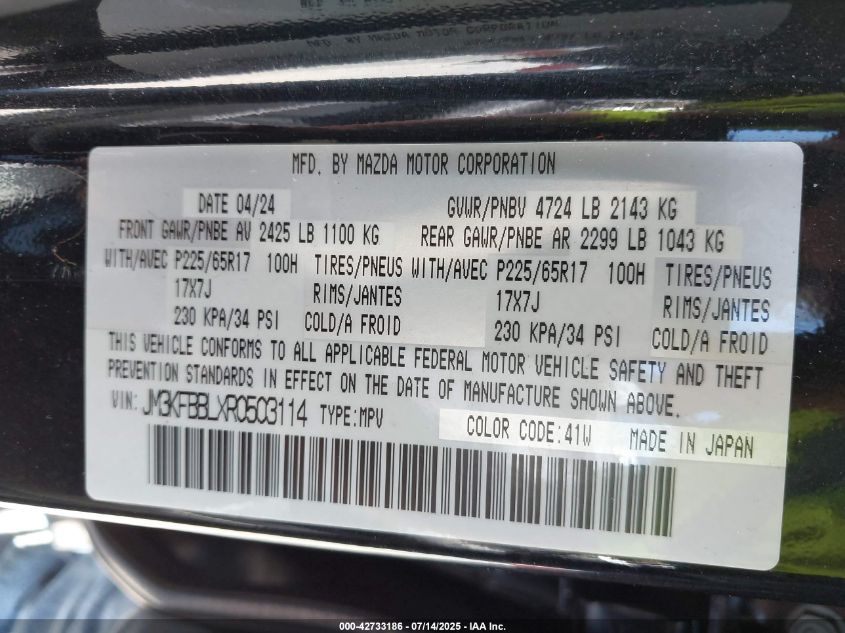 MFD. BY MAZDA MOTOR CORPORATION
DATE 04/24 GVWR/PNBV 4724 LB 2143 KG
FRONT GAWR/PNBE AV 2425 LB 1100 KG REAR GAWR/PNBE AR 2299 LB 1043 KG
WITH/AVEC P225/65R17 100H TIRES/PNEUS WITH/AVEC P225/65R17 100H TIRES/PNEUS
17X7J RIMS/JANTES 17X7J RIMS/JANTES
230 KPA/34 PSI COLD/A FROID 230 KPA/34 PSI COLD/A FROID
THIS VEHICLE CONFORMS TO ALL APPLICABLE FEDERAL MOTOR VEHICLE SAFETY AND THEFT
PREVENTION STANDARDS IN EFFECT ON THE DATE OF MANUFACTURE SHOWN ABOVE.
VIN: JM3KFBBLXR0503114 TYPE:MPV COLOR CODE:41W MADE IN JAPAN
000-42733186 - 07/14/2025 - IAA Inc.